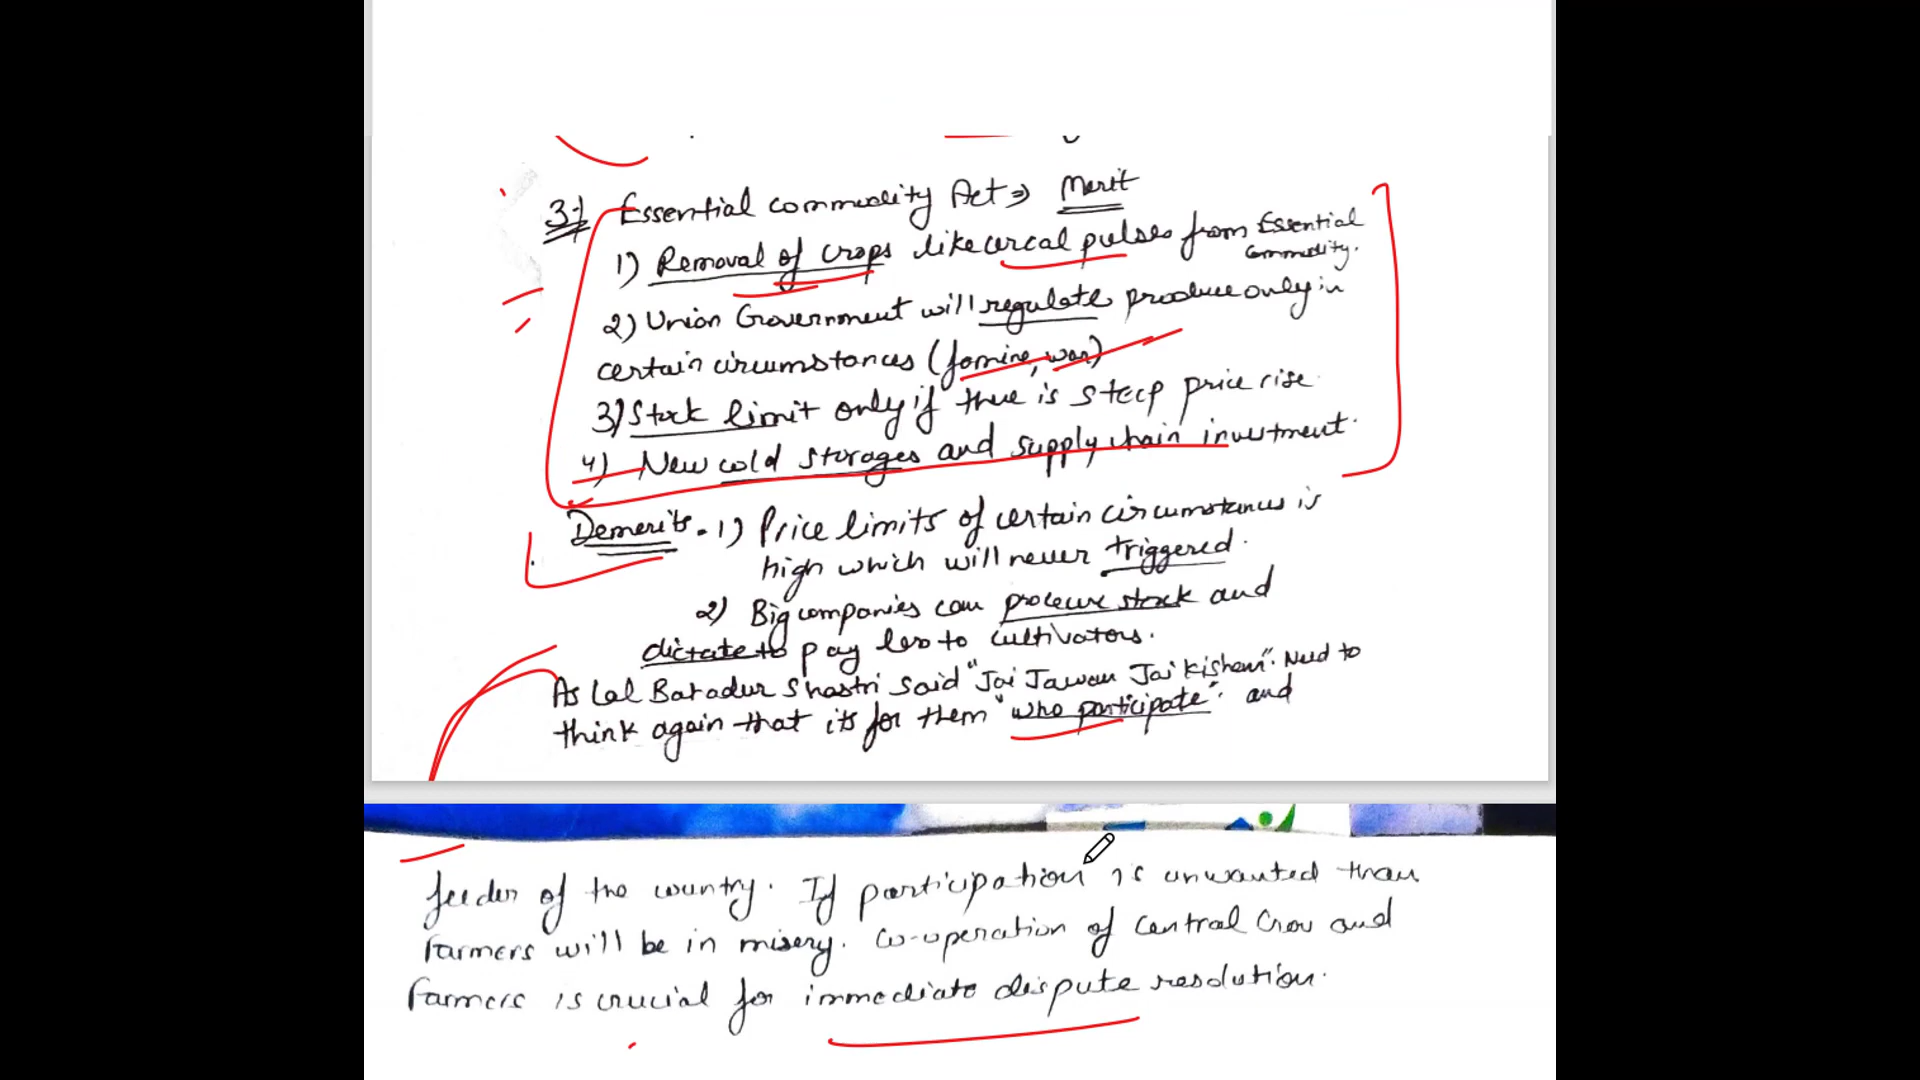 3→ Essential commodity Act ⇒ Merit
1) Removal of crops like cereal pulses from Essential
Commodity.
2) Union Government will regulate produce only in
certain circumstances (famine, war)
3) Stock limit only if there is steep price rise.
4) New cold storages and supply chain investment.
Demerits. 1) Price limits of certain circumstances is
high which will never triggered.
2) Big companies can procure stock and
dictate to pay less to cultivators.
As Lal Baradur Shastri said "Jai Jawan Jai Kishan". Need to
think again that its for them "who participate". and
feeder of the country. If participation is unwanted than
Farmers will be in misery. Co-operation of Central Gov and
Farmers is crucial for immediate dispute resolution.